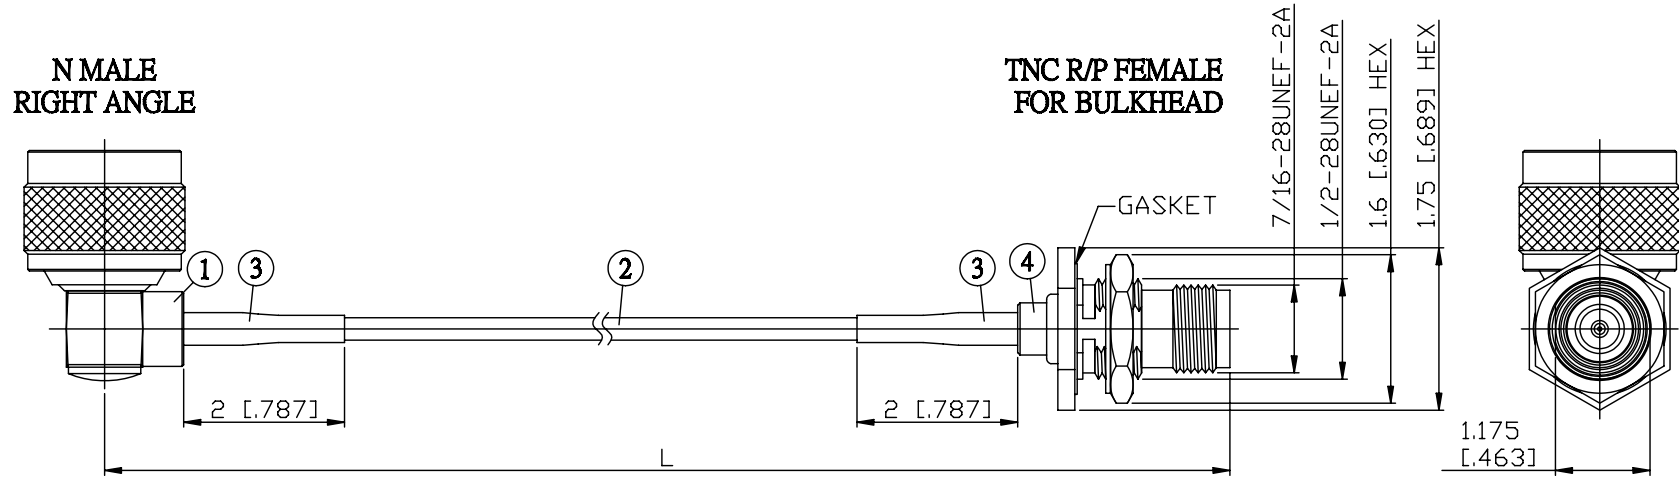 N MALE
RIGHT ANGLE
TNC R/P FEMALE
FOR BULKHEAD
7/16-28UNEF-2A
1/2-28UNEF-2A
1.6 [.630] HEX
1.75 [.689] HEX
GASKET
1
3
2
3
4
2 [.787]
2 [.787]
L
1.175
[.463]